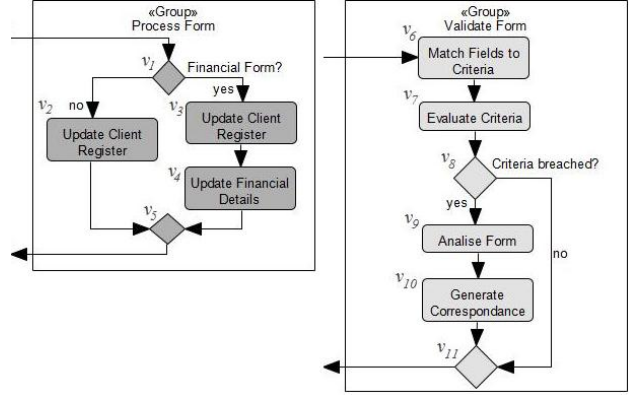 «Group»
Process Form
v1
Financial Form?
no
yes
v2
v3
Update Client
Register
Update Client
Register
v4
Update Financial
Details
v5
«Group»
Validate Form
v6
Match Fields to
Criteria
v7
Evaluate Criteria
v8
Criteria breached?
yes
v9
Analise Form
no
v10
Generate
Correspondance
v11